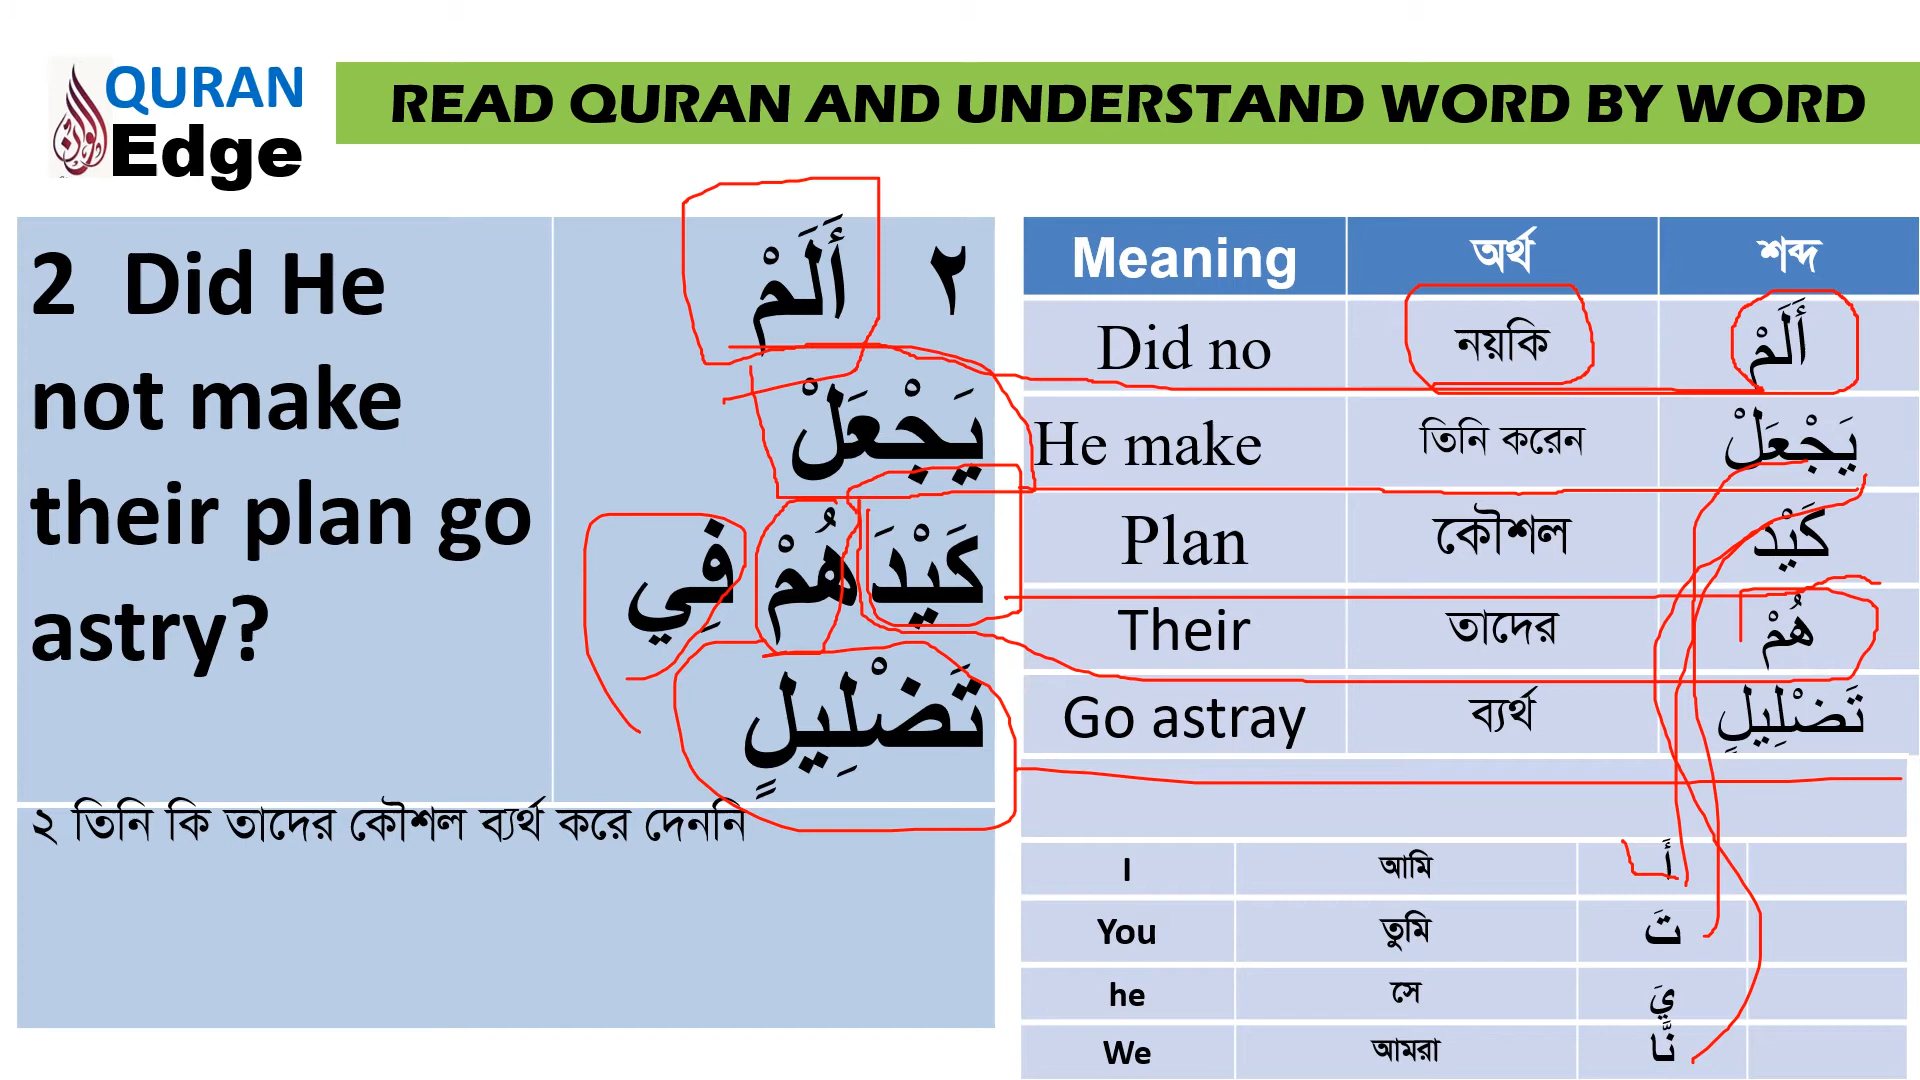 QURAN
Edge
READ QURAN AND UNDERSTAND WORD BY WORD
2 Did He
not make
their plan go
astry?
٢ أَلَمْ
يَجْعَلْ
كَيْدَهُمْ فِي
تَضْلِيلٍ
২ তিনি কি তাদের কৌশল ব্যর্থ করে দেননি
Meaning অর্থ শব্দ
Did no নয়কি أَلَمْ
He make তিনি করেন يَجْعَلْ
Plan কৌশল كَيْد
Their তাদের هُمْ
Go astray ব্যর্থ تَضْلِيلٍ
I আমি أَ
You তুমি تَ
he সে يَ
We আমরা نَّا